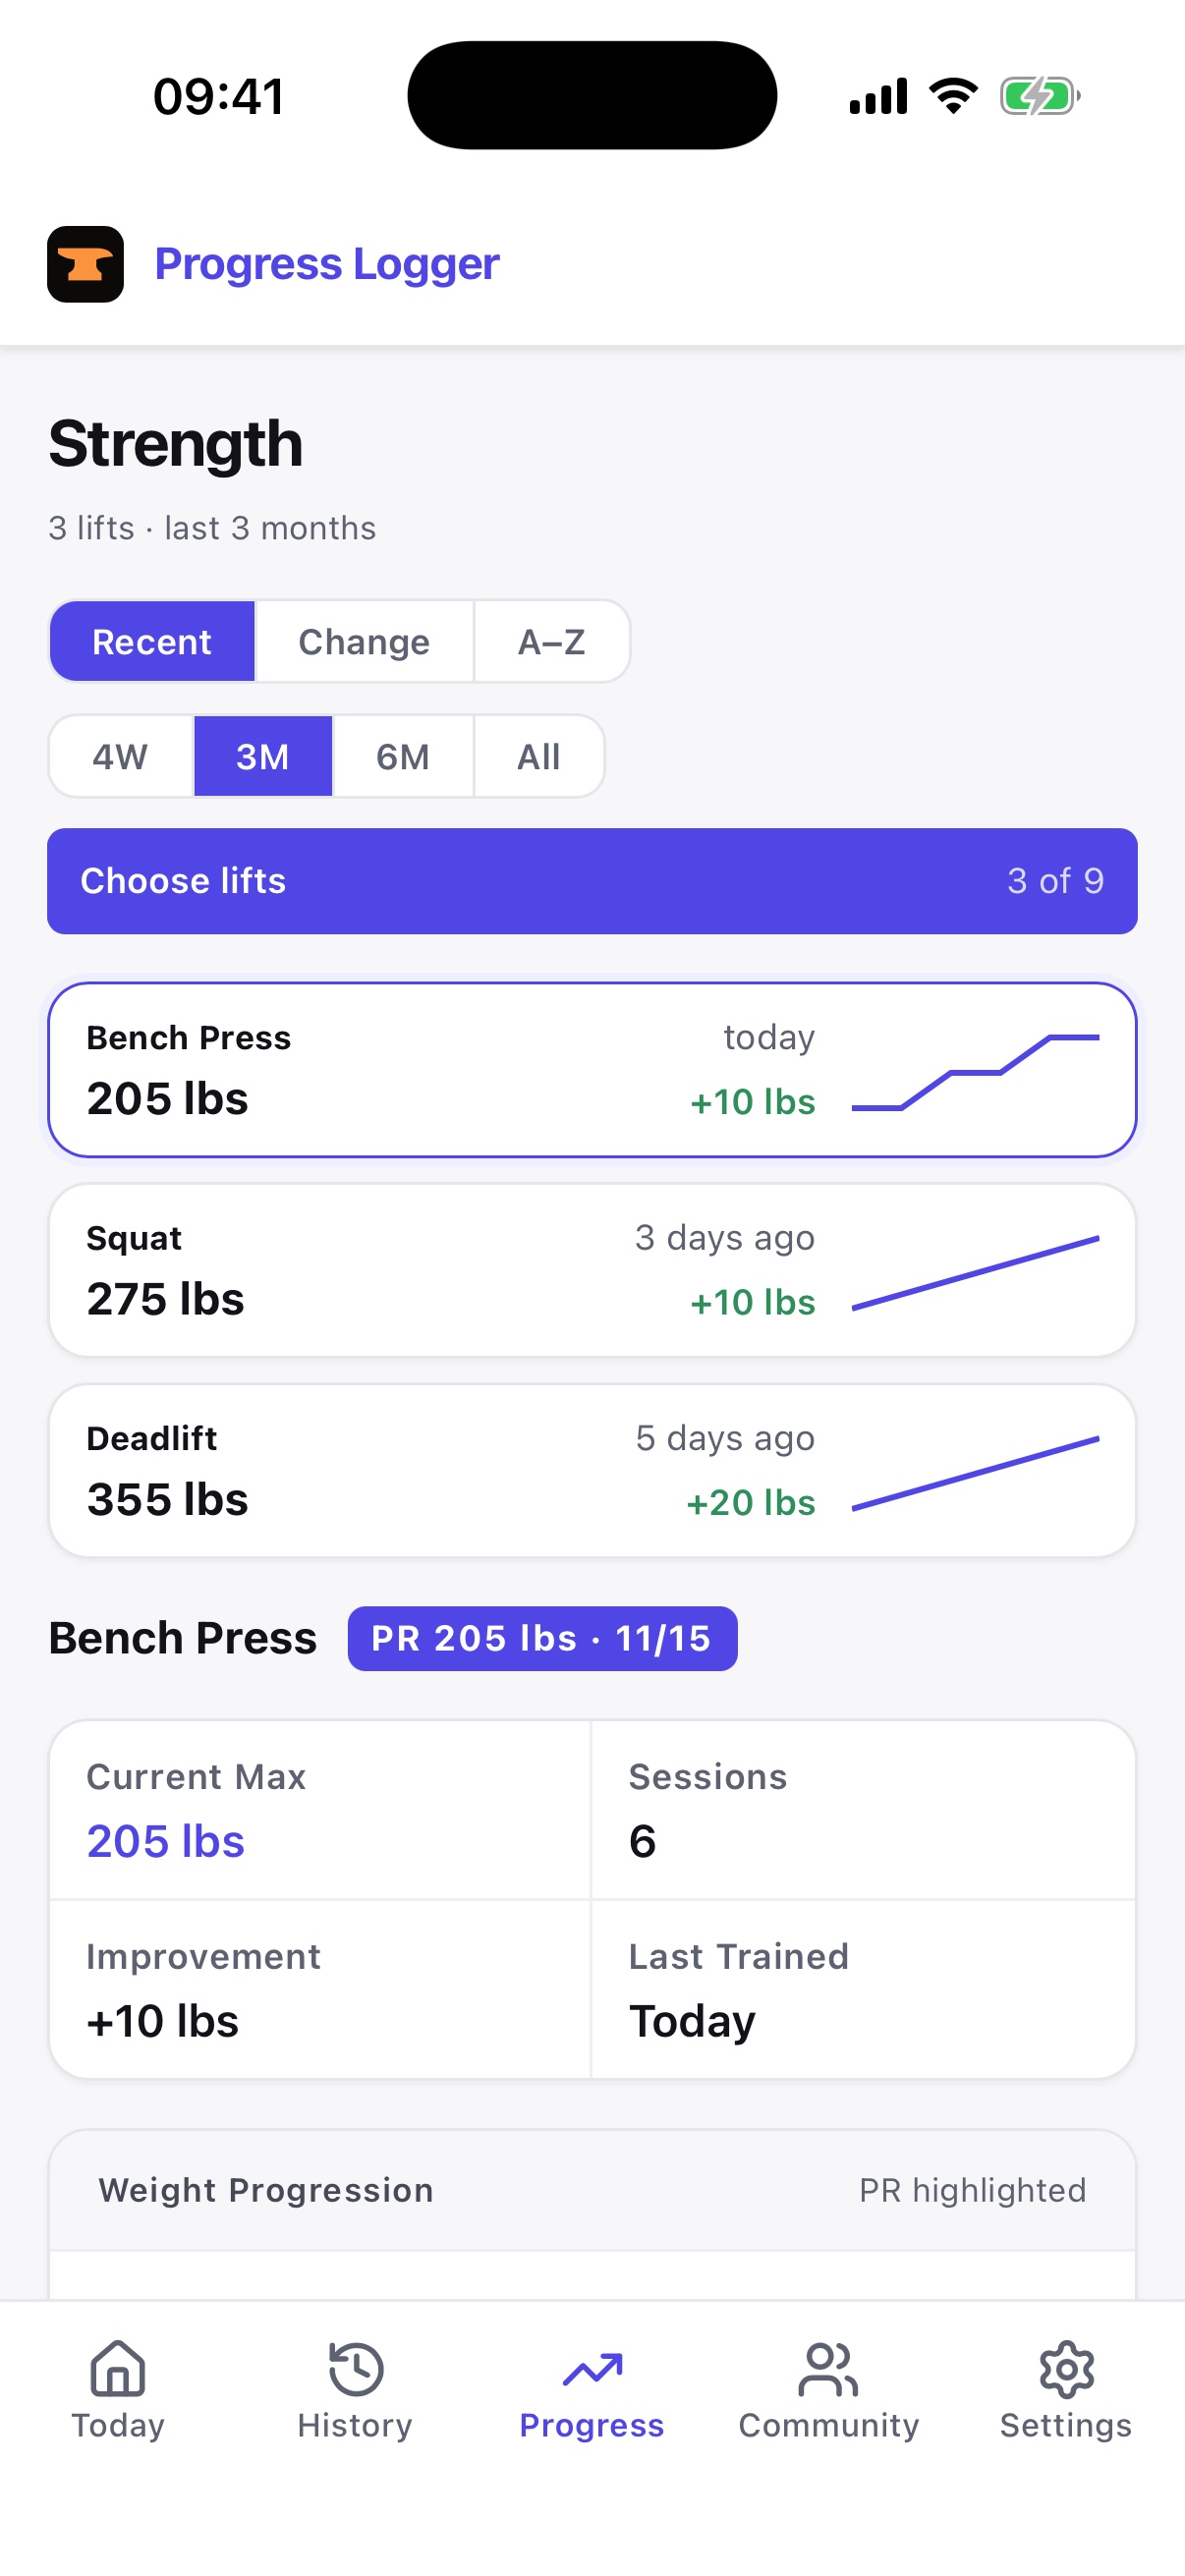 09:41
Progress Logger
Strength
3 lifts · last 3 months
Recent Change A–Z
4W 3M 6M All
Choose lifts 3 of 9
Bench Press today
205 lbs +10 lbs
Squat 3 days ago
275 lbs +10 lbs
Deadlift 5 days ago
355 lbs +20 lbs
Bench Press PR 205 lbs · 11/15
Current Max Sessions
205 lbs 6
Improvement Last Trained
+10 lbs Today
Weight Progression PR highlighted
Today History Progress Community Settings